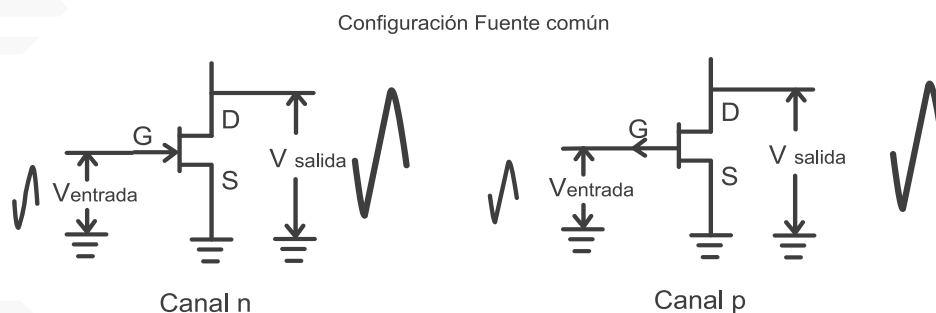 Configuración Fuente común
G
D
S
Ventrada
V salida
Canal n
G
D
S
Ventrada
V salida
Canal p